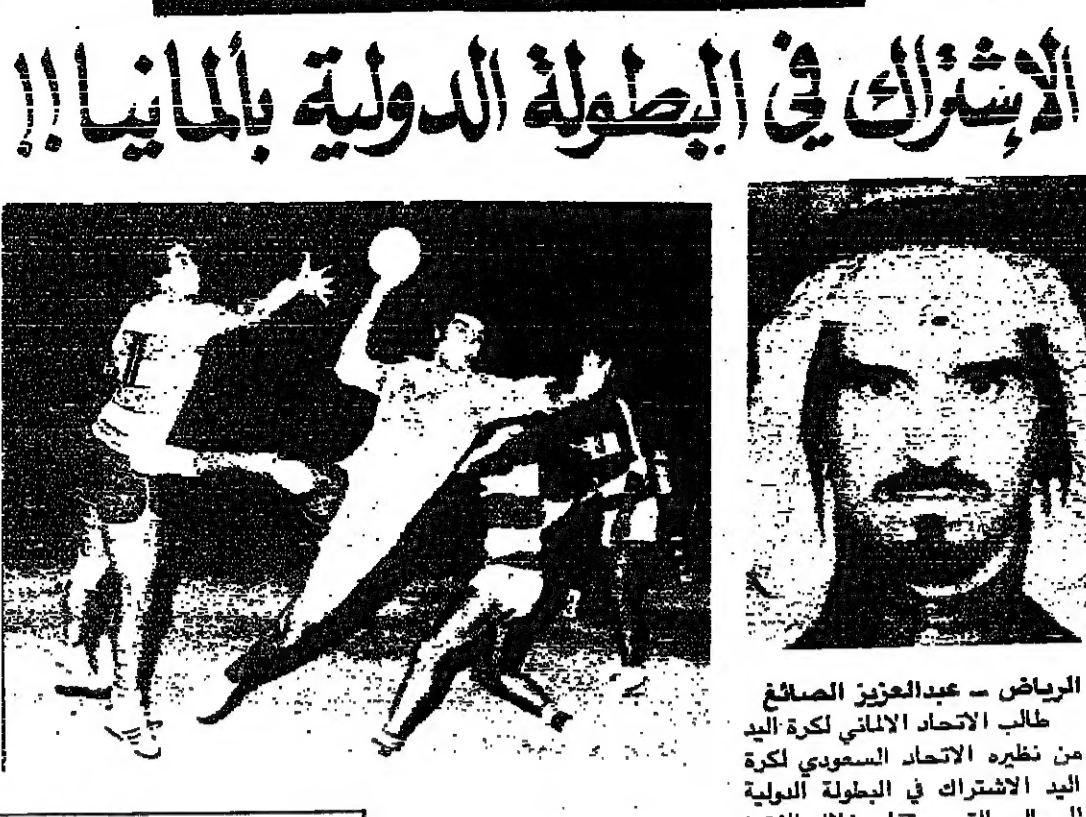 الإشتراك في البطولة الدولية بألمانيا!!
الرياض ـ عبدالعزيز الصائغ
طالب الاتحاد الالماني لكرة اليد
من نظيره الاتحاد السعودي لكرة
اليد الاشتراك في البطولة الدولية